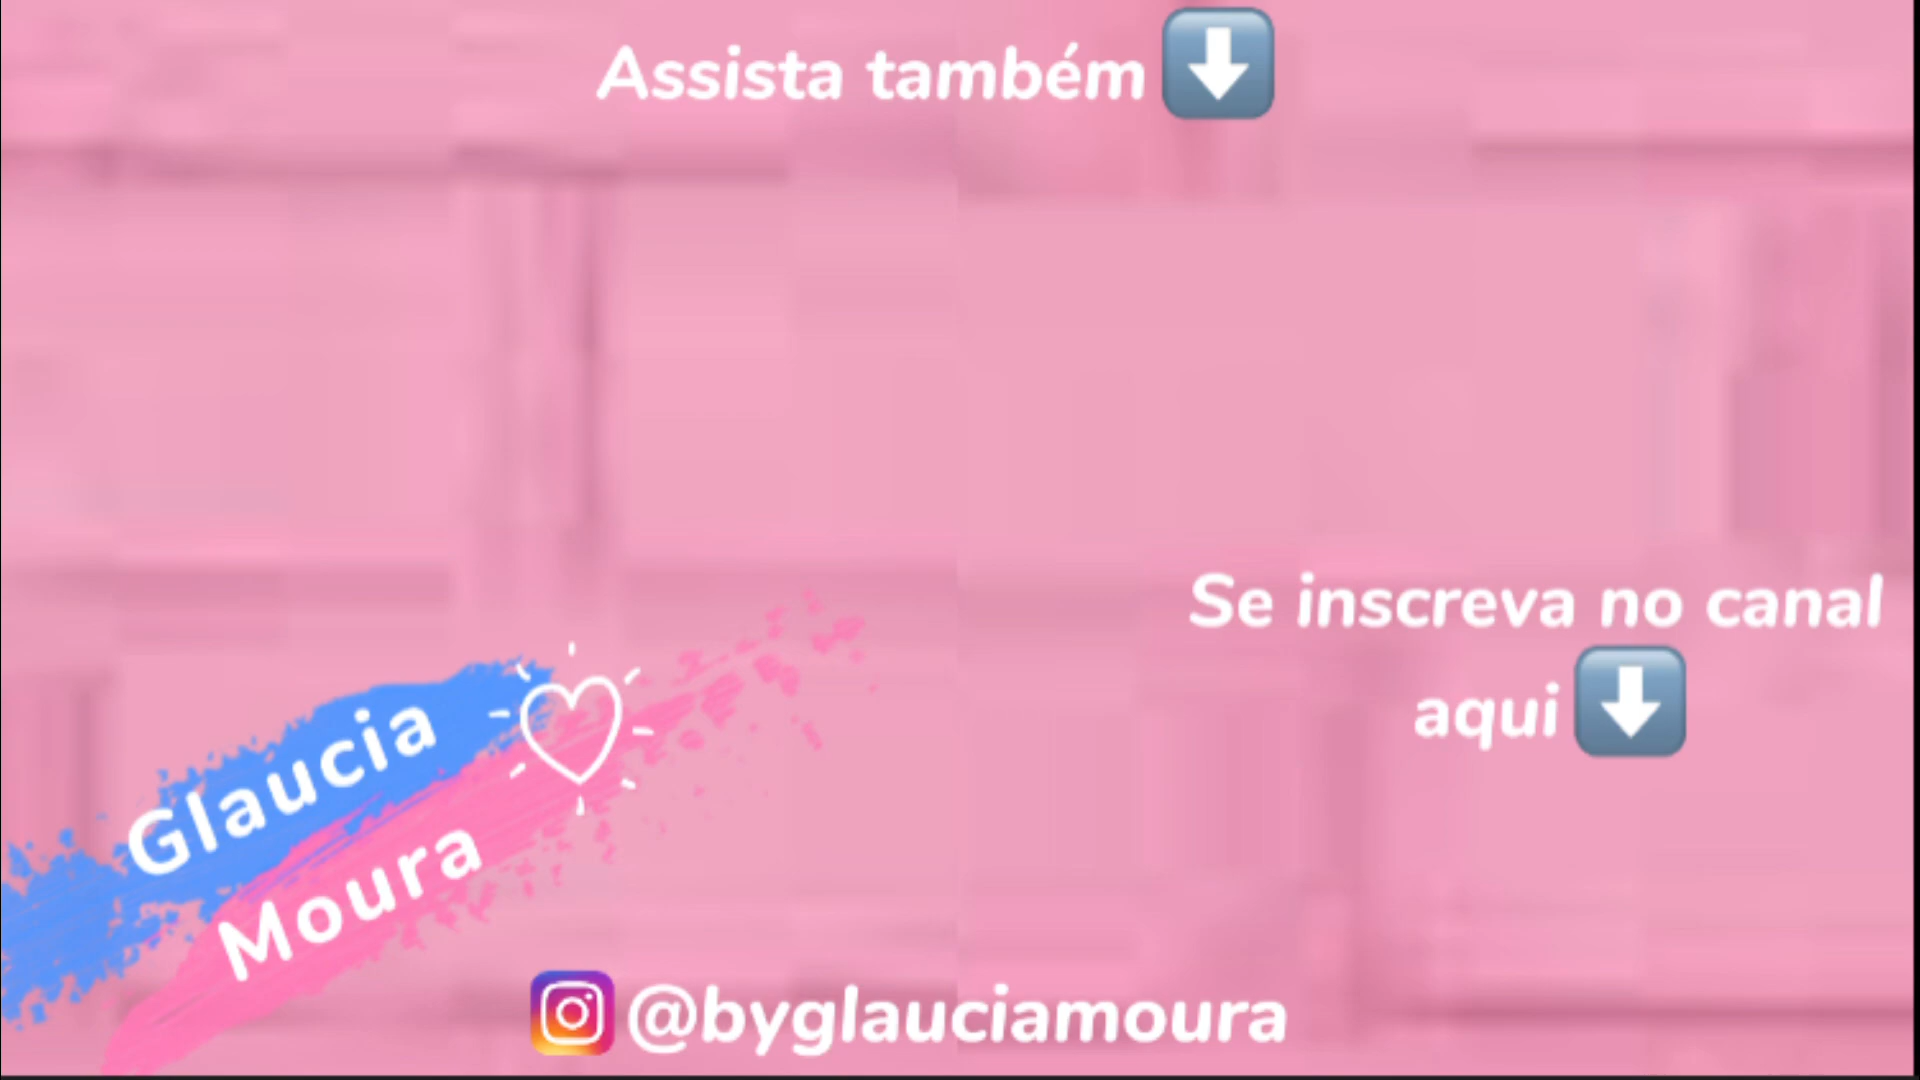 Assista também ⬇️
Se inscreva no canal
aqui ⬇️
Glaucia
Moura
@byglauciamoura